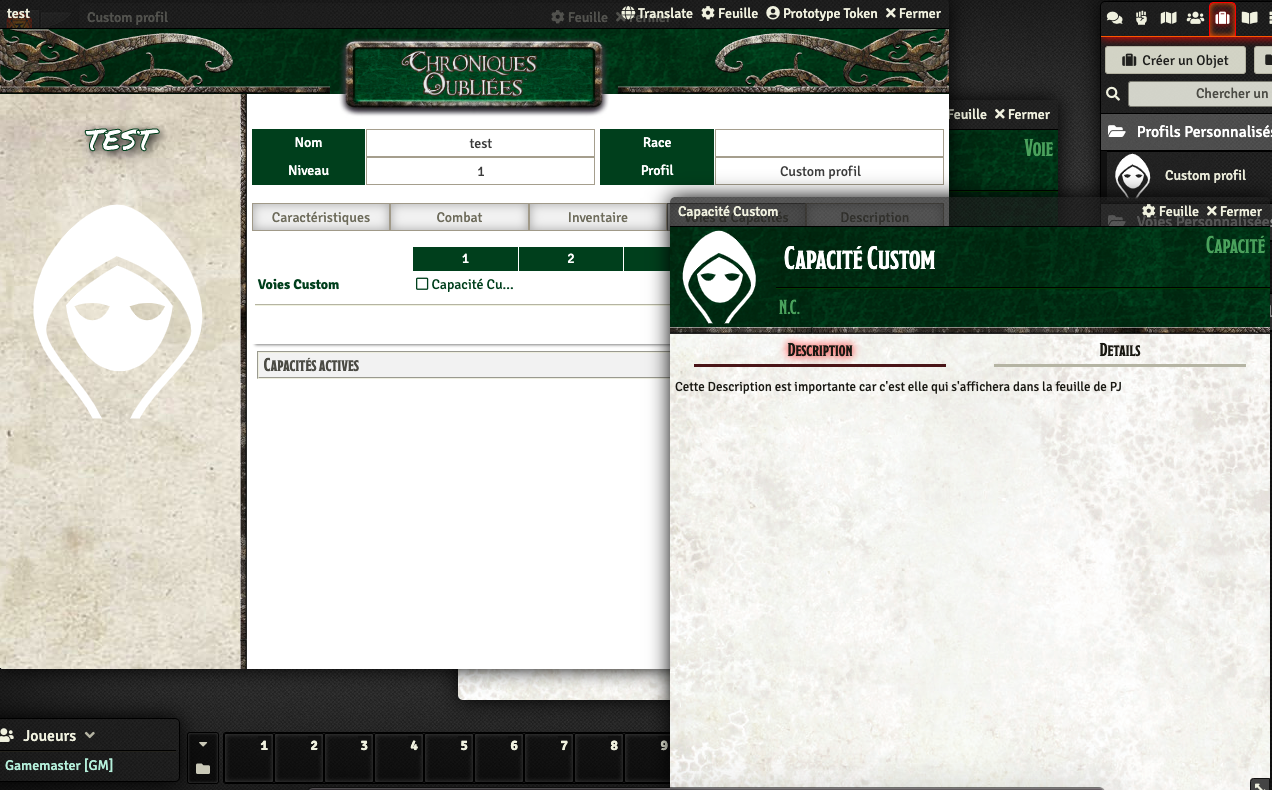 test
Custom profil
Feuille
Fermer
Translate Feuille Prototype Token Fermer
Chroniques
Oubliées
TEST
Nom test Race
Niveau 1 Profil Custom profil
Caractéristiques Combat Inventaire Description
1 2
Voies Custom Capacité Cu...
Capacités actives
Feuille Fermer
Voie
Créer un Objet
Chercher un
Profils Personnalisés
Custom profil
Voies Personnalisées
Capacité Custom Feuille Fermer
Capacité Custom
Capacité
N.C.
Description Details
Cette Description est importante car c'est elle qui s'affichera dans la feuille de PJ
Joueurs
Gamemaster [GM]
1 2 3 4 5 6 7 8 9